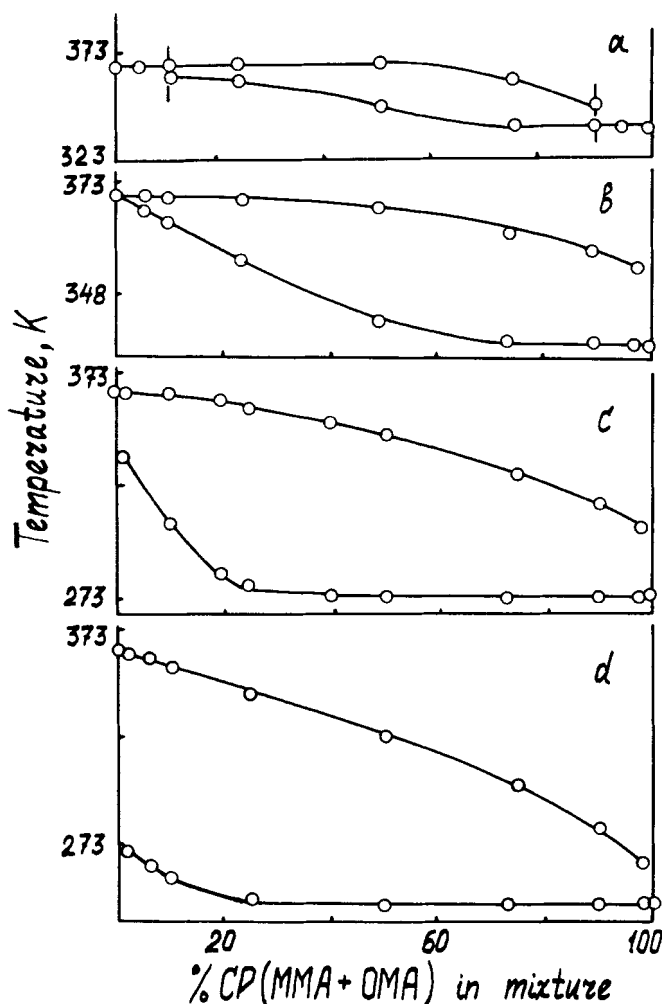 373
a
323
373
b
348
373
c
273
373
d
273
Temperature, K
20
60
100
% CP(MMA+OMA) in mixture